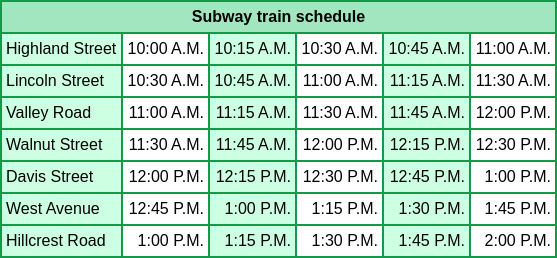 Subway train schedule
Highland Street 10:00 A.M. 10:15 A.M. 10:30 A.M. 10:45 A.M. 11:00 A.M.
Lincoln Street 10:30 A.M. 10:45 A.M. 11:00 A.M. 11:15 A.M. 11:30 A.M.
Valley Road 11:00 A.M. 11:15 A.M. 11:30 A.M. 11:45 A.M. 12:00 P.M.
Walnut Street 11:30 A.M. 11:45 A.M. 12:00 P.M. 12:15 P.M. 12:30 P.M.
Davis Street 12:00 P.M. 12:15 P.M. 12:30 P.M. 12:45 P.M. 1:00 P.M.
West Avenue 12:45 P.M. 1:00 P.M. 1:15 P.M. 1:30 P.M. 1:45 P.M.
Hillcrest Road 1:00 P.M. 1:15 P.M. 1:30 P.M. 1:45 P.M. 2:00 P.M.